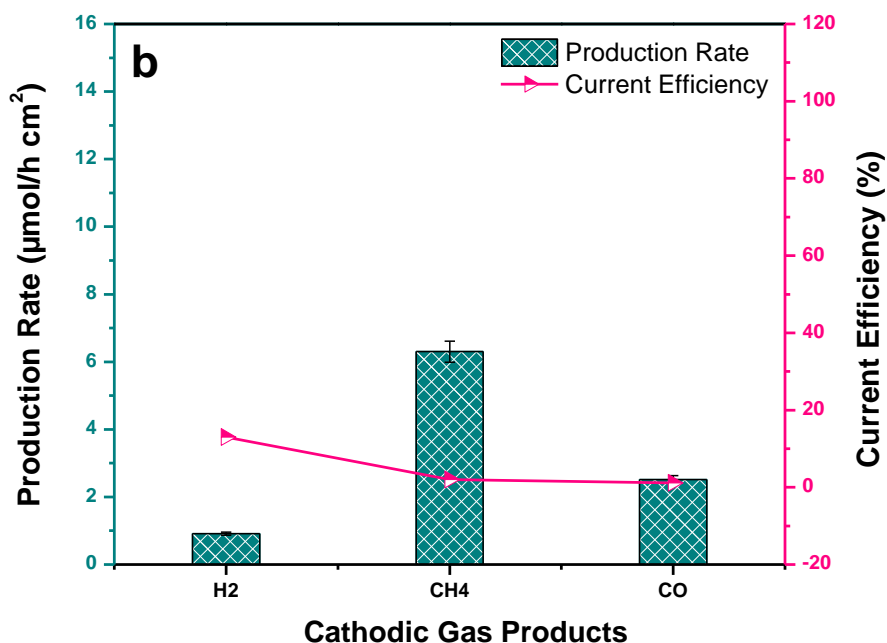 b
Production Rate
Current Efficiency
Production Rate (µmol/h cm²)
16
14
12
10
8
6
4
2
0
120
100
80
60
40
20
0
-20
Current Efficiency (%)
H2 CH4 CO
Cathodic Gas Products